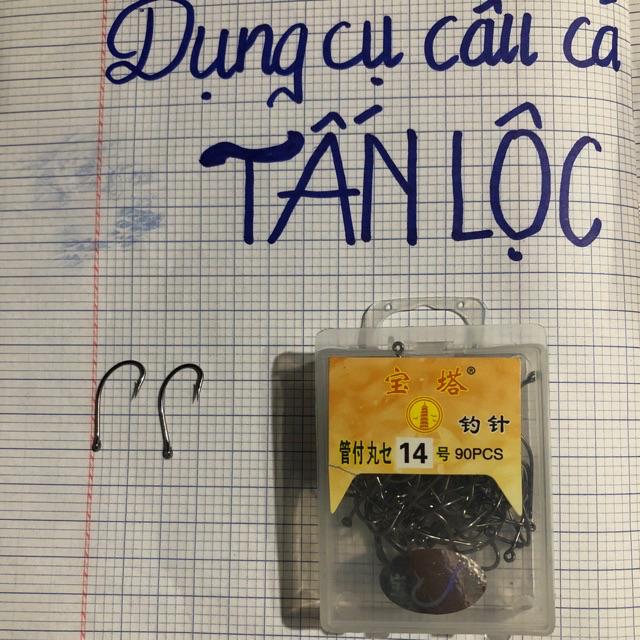 Dụng cụ câu cá
TẤN LỘC
宝塔®
钓针
管付丸セ 14 号 90PCS